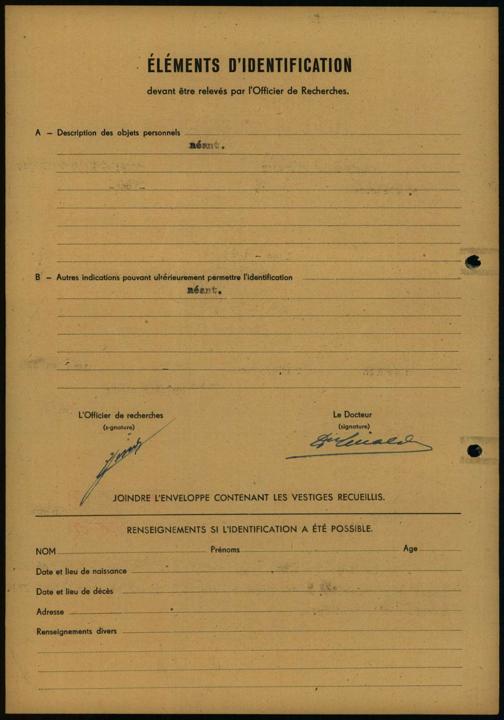 ÉLÉMENTS D'IDENTIFICATION
devant être relevés par l'Officier de Recherches.
A – Description des objets personnels
néant.
B – Autres indications pouvant ultérieurement permettre l'identification
néant.
L'Officier de recherches
(signature)
Le Docteur
(signature)
JOINDRE L'ENVELOPPE CONTENANT LES VESTIGES RECUEILLIS.
RENSEIGNEMENTS SI L'IDENTIFICATION A ÉTÉ POSSIBLE.
NOM Prénoms Age
Date et lieu de naissance
Date et lieu de décès
Adresse
Renseignements divers